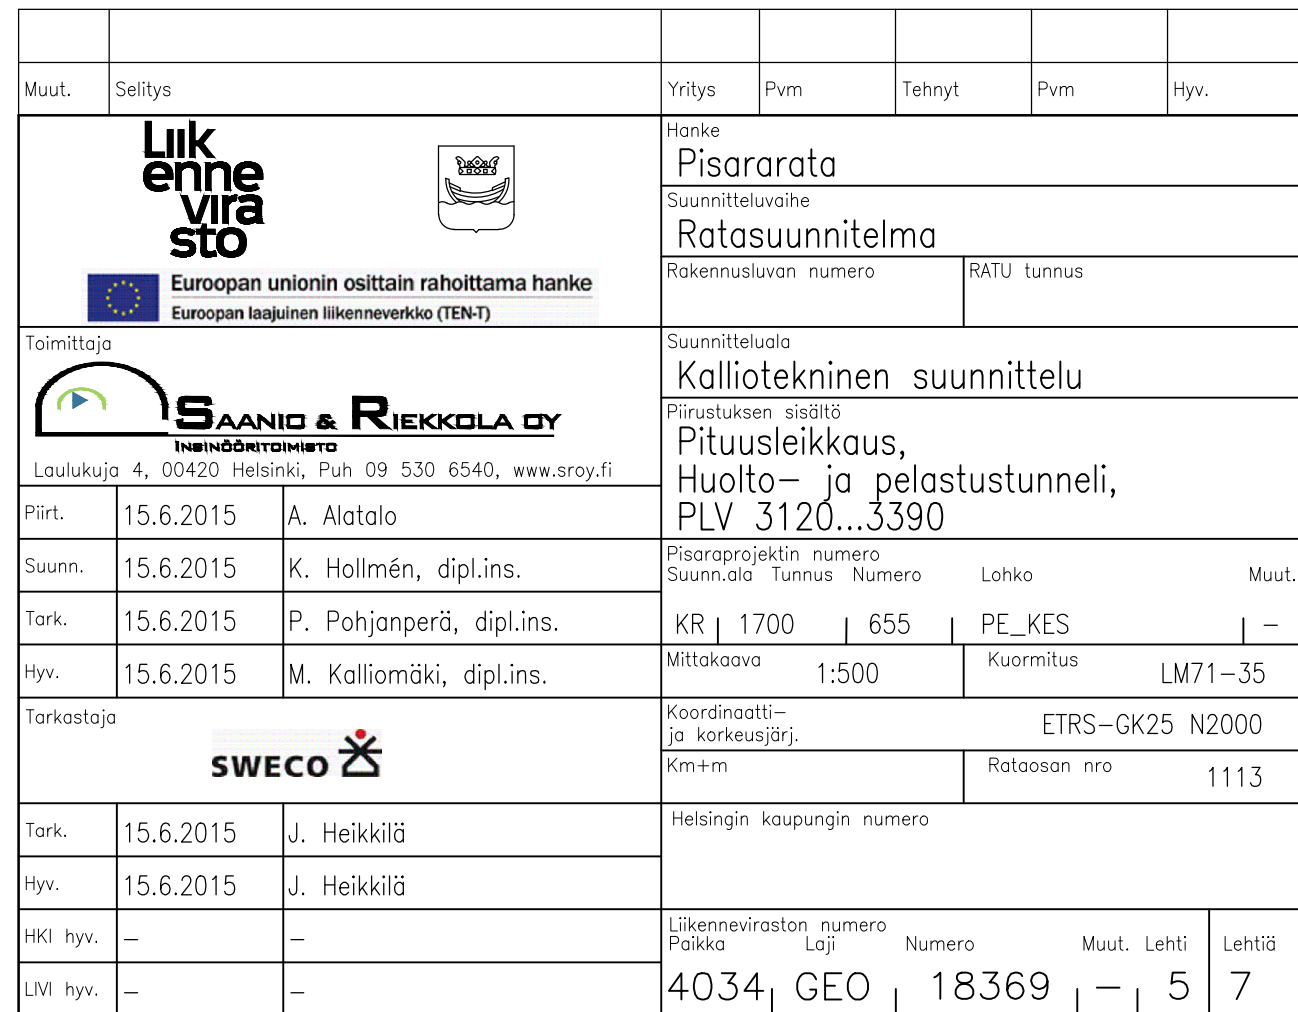 Muut. Selitys Yritys Pvm Tehnyt Pvm Hyv.
Liik
enne
vira
sto
Euroopan unionin osittain rahoittama hanke
Euroopan laajuinen liikenneverkko (TEN-T)
Hanke
Pisararata
Suunnitteluvaihe
Ratasuunnitelma
Rakennusluvan numero RATU tunnus
Toimittaja
SAANIO & RIEKKOLA OY
INSINÖÖRITOIMISTO
Laulukuja 4, 00420 Helsinki, Puh 09 530 6540, www.sroy.fi
Suunnitteluala
Kalliotekninen suunnittelu
Piirustuksen sisältö
Pituusleikkaus,
Huolto- ja pelastustunneli,
PLV 3120...3390
Piirt. 15.6.2015 A. Alatalo
Suunn. 15.6.2015 K. Hollmén, dipl.ins.
Tark. 15.6.2015 P. Pohjanperä, dipl.ins.
Hyv. 15.6.2015 M. Kalliomäki, dipl.ins.
Pisaraprojektin numero
Suunn.ala Tunnus Numero Lohko Muut.
KR 1700 655 PE_KES -
Mittakaava 1:500 Kuormitus LM71-35
Tarkastaja
SWECO
Koordinaatti-
ja korkeusjärj. ETRS-GK25 N2000
Km+m Rataosan nro 1113
Tark. 15.6.2015 J. Heikkilä
Hyv. 15.6.2015 J. Heikkilä
HKI hyv. - -
LIVI hyv. - -
Helsingin kaupungin numero
Liikenneviraston numero
Paikka Laji Numero Muut. Lehti Lehtiä
4034 GEO 18369 - 5 7